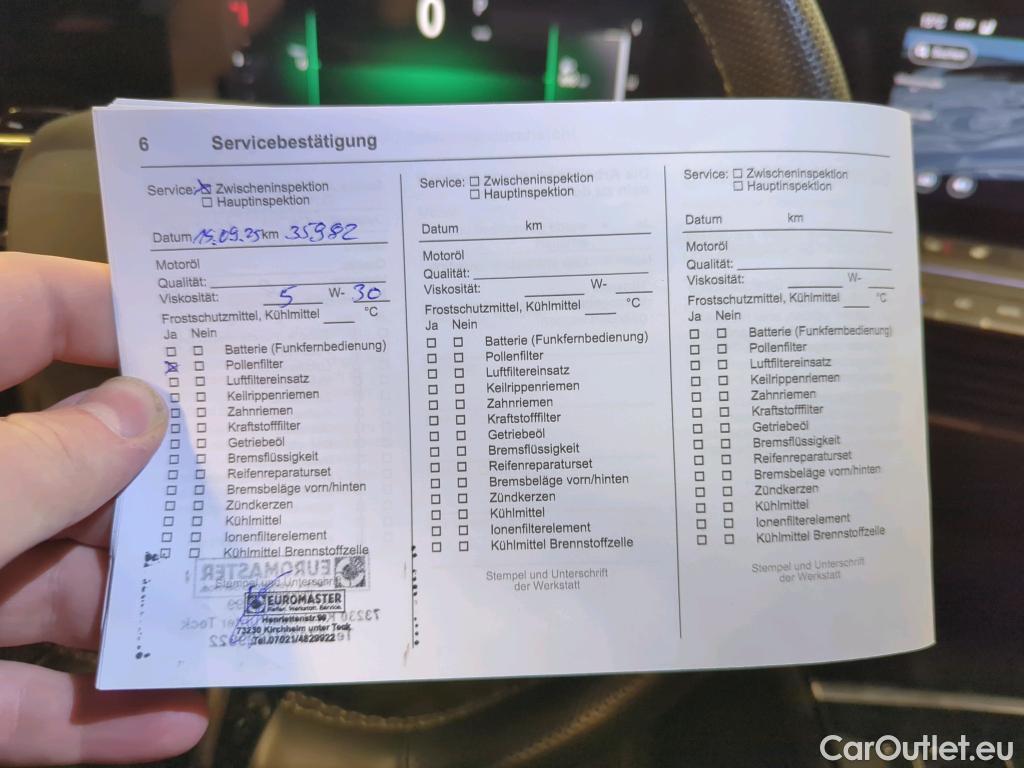 6 Servicebestätigung
Service: Zwischeninspektion
Hauptinspektion
Datum 15.09.25 km 35982
Motoröl
Qualität:
Viskosität: 5 W- 30
Frostschutzmittel, Kühlmittel °C
Ja Nein
Batterie (Funkfernbedienung)
Pollenfilter
Luftfiltereinsatz
Keilrippenriemen
Zahnriemen
Kraftstofffilter
Getriebeöl
Bremsflüssigkeit
Reifenreparaturset
Bremsbeläge vorn/hinten
Zündkerzen
Kühlmittel
Ionenfilterelement
Kühlmittel Brennstoffzelle
Stempel und Unterschrift
EUROMASTER
Reifen. Werkstatt. Service.
Henriettenstr.99
73230 Kirchheim unter Teck
Tel.07021/4829922
Service: Zwischeninspektion
Hauptinspektion
Datum km
Motoröl
Qualität:
Viskosität: W-
Frostschutzmittel, Kühlmittel °C
Ja Nein
Batterie (Funkfernbedienung)
Pollenfilter
Luftfiltereinsatz
Keilrippenriemen
Zahnriemen
Kraftstofffilter
Getriebeöl
Bremsflüssigkeit
Reifenreparaturset
Bremsbeläge vorn/hinten
Zündkerzen
Kühlmittel
Ionenfilterelement
Kühlmittel Brennstoffzelle
Stempel und Unterschrift
der Werkstatt
Service: Zwischeninspektion
Hauptinspektion
Datum km
Motoröl
Qualität:
Viskosität: W-
Frostschutzmittel, Kühlmittel °C
Ja Nein
Batterie (Funkfernbedienung)
Pollenfilter
Luftfiltereinsatz
Keilrippenriemen
Zahnriemen
Kraftstofffilter
Getriebeöl
Bremsflüssigkeit
Reifenreparaturset
Bremsbeläge vorn/hinten
Zündkerzen
Kühlmittel
Ionenfilterelement
Kühlmittel Brennstoffzelle
Stempel und Unterschrift
der Werkstatt
0
CarOutlet.eu